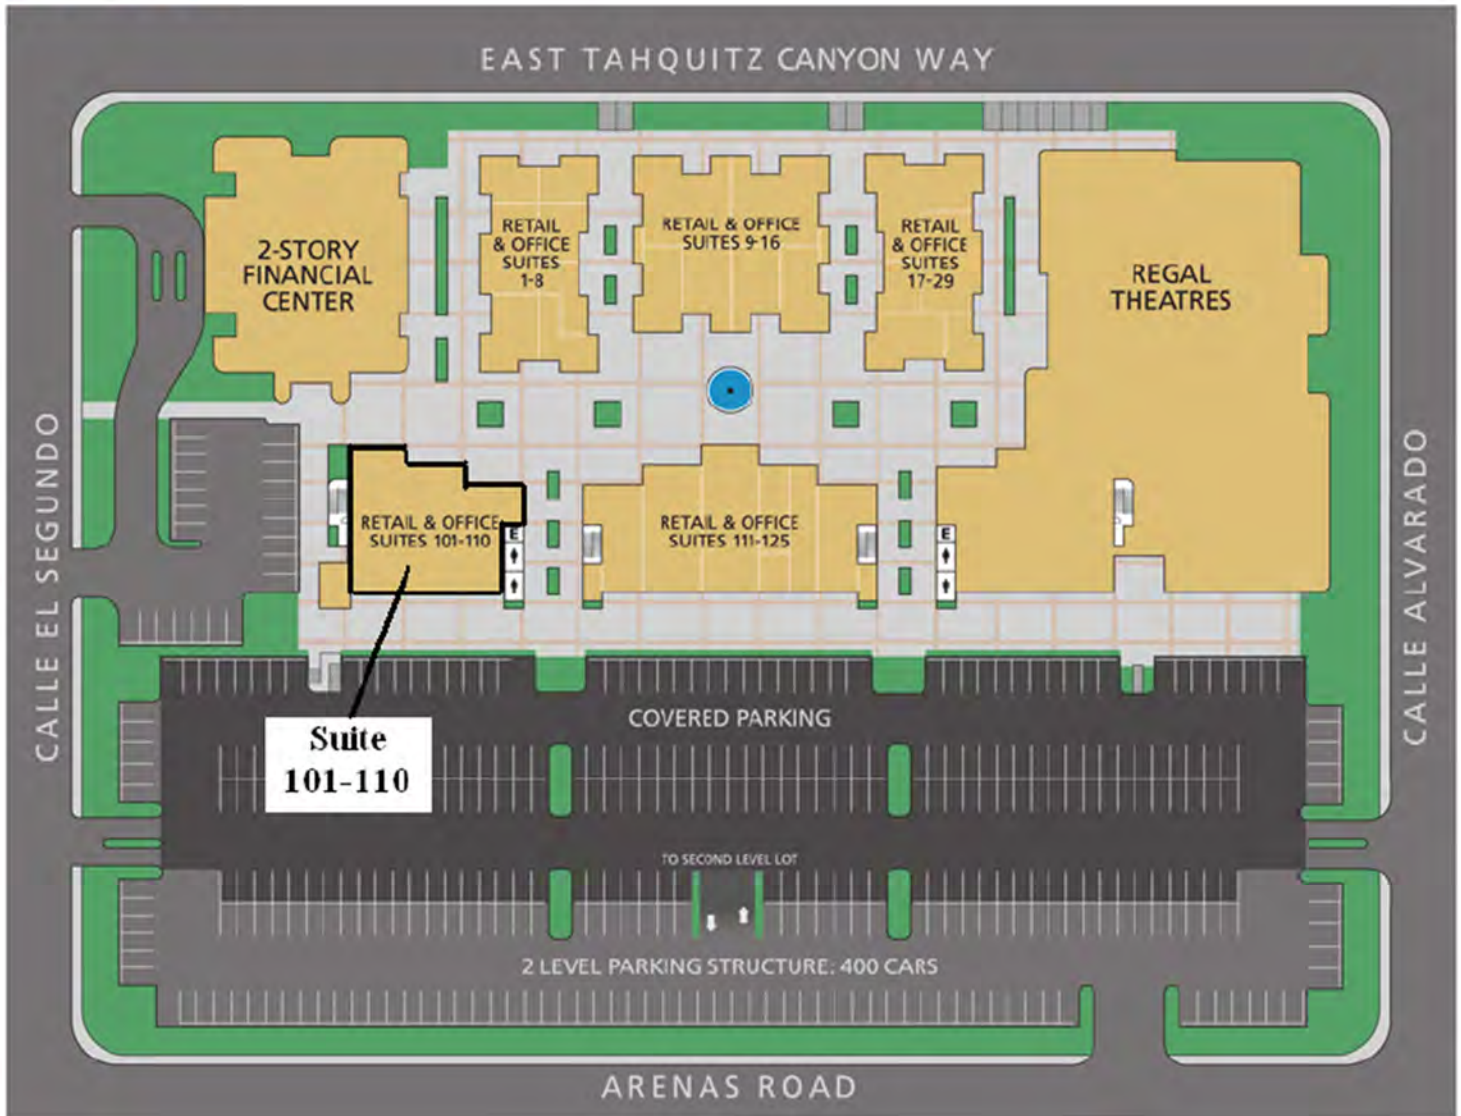 EAST TAHQUITZ CANYON WAY
2-STORY
FINANCIAL
CENTER
RETAIL
& OFFICE
SUITES
1-8
RETAIL & OFFICE
SUITES 9-16
RETAIL
& OFFICE
SUITES
17-29
REGAL
THEATRES
CALLE EL SEGUNDO
CALLE ALVARADO
RETAIL & OFFICE
SUITES 101-110
E
RETAIL & OFFICE
SUITES 111-125
E
Suite
101-110
COVERED PARKING
TO SECOND LEVEL LOT
2 LEVEL PARKING STRUCTURE: 400 CARS
ARENAS ROAD